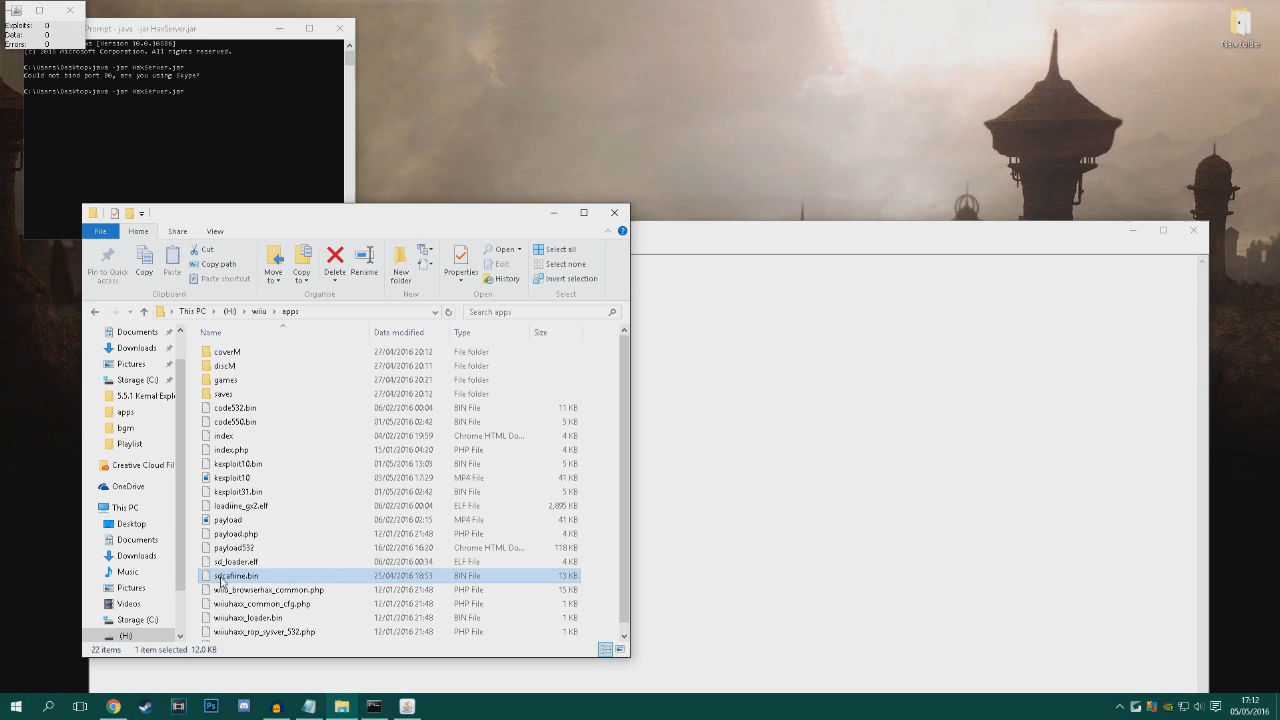 Exploits: 0
Data: 0
Errors: 0
Prompt - java -jar HaxServer.jar
[Version 10.0.10586]
(c) 2015 Microsoft Corporation. All rights reserved.
C:\Users\Desktop>java -jar HaxServer.jar
Could not bind port 80, are you using Skype?
C:\Users\Desktop>java -jar HaxServer.jar
New folder
File Home Share View
Pin to Quick access
Copy
Paste
Cut
Copy path
Paste shortcut
Clipboard
Move to
Copy to
Delete
Rename
Organise
New folder
New
Properties
Open
Edit
History
Open
Select all
Select none
Invert selection
Select
This PC (H:) wiiu apps
Search apps
Documents
Downloads
Pictures
Storage (C:)
5.5.1 Kernal Expl
apps
bgm
Playlist
Creative Cloud Fil
OneDrive
This PC
Desktop
Documents
Downloads
Music
Pictures
Videos
Storage (C:)
(H:)
Name Date modified Type Size
coverM 27/04/2016 20:12 File folder
discM 27/04/2016 20:11 File folder
games 27/04/2016 20:21 File folder
saves 27/04/2016 20:12 File folder
code532.bin 06/02/2016 00:04 BIN File 11 KB
code550.bin 01/05/2016 02:42 BIN File 5 KB
index 04/02/2016 19:59 Chrome HTML Do... 4 KB
index.php 15/01/2016 04:20 PHP File 4 KB
kexploit10.bin 01/05/2016 13:03 BIN File 5 KB
kexploit10 03/05/2016 17:29 MP4 File 41 KB
kexploit31.bin 01/05/2016 02:42 BIN File 5 KB
loadiine_gx2.elf 06/02/2016 00:04 ELF File 2,895 KB
payload 06/02/2016 02:15 MP4 File 41 KB
payload.php 12/01/2016 21:48 PHP File 4 KB
payload532 16/02/2016 16:20 Chrome HTML Do... 118 KB
sd_loader.elf 06/02/2016 00:34 ELF File 7 KB
sdcafiine.bin 25/04/2016 18:53 BIN File 13 KB
wiiu_browserhax_common.php 12/01/2016 21:48 PHP File 15 KB
wiiuhaxx_common_cfg.php 12/01/2016 21:48 PHP File 1 KB
wiiuhaxx_loader.bin 12/01/2016 21:48 BIN File 1 KB
wiiuhaxx_rop_sysver_532.php 12/01/2016 21:48 PHP File 1 KB
22 items 1 item selected 12.0 KB
17:12
05/05/2016